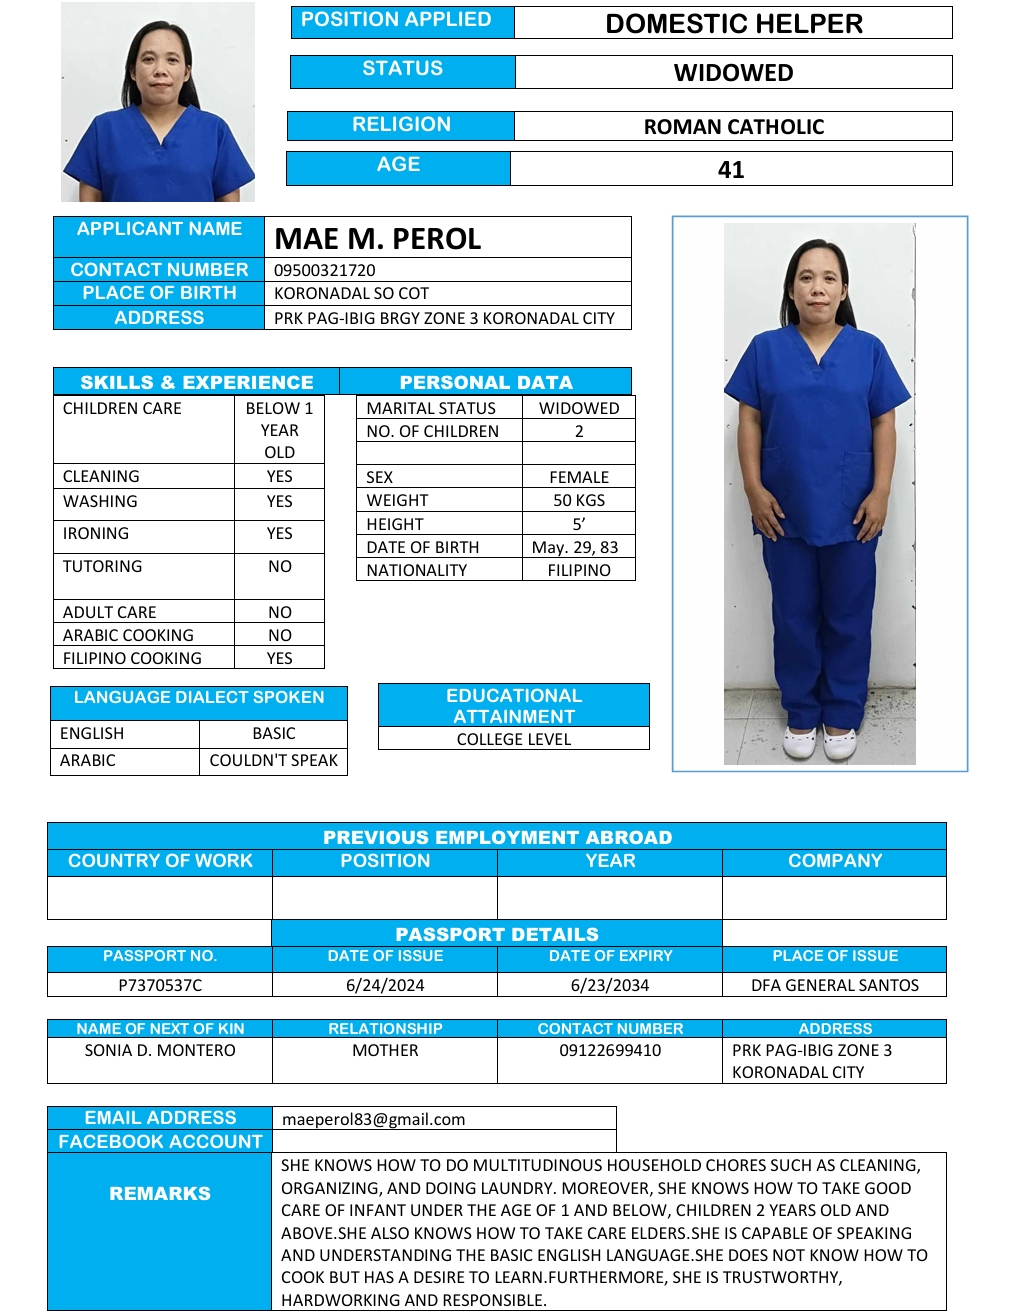 POSITION APPLIED DOMESTIC HELPER
STATUS WIDOWED
RELIGION ROMAN CATHOLIC
AGE 41
APPLICANT NAME MAE M. PEROL
CONTACT NUMBER 09500321720
PLACE OF BIRTH KORONADAL SO COT
ADDRESS PRK PAG-IBIG BRGY ZONE 3 KORONADAL CITY
SKILLS & EXPERIENCE
CHILDREN CARE BELOW 1
YEAR
OLD
CLEANING YES
WASHING YES
IRONING YES
TUTORING NO
ADULT CARE NO
ARABIC COOKING NO
FILIPINO COOKING YES
PERSONAL DATA
MARITAL STATUS WIDOWED
NO. OF CHILDREN 2
SEX FEMALE
WEIGHT 50 KGS
HEIGHT 5’
DATE OF BIRTH May. 29, 83
NATIONALITY FILIPINO
LANGUAGE DIALECT SPOKEN
ENGLISH BASIC
ARABIC COULDN'T SPEAK
EDUCATIONAL
ATTAINMENT
COLLEGE LEVEL
PREVIOUS EMPLOYMENT ABROAD
COUNTRY OF WORK POSITION YEAR COMPANY
PASSPORT DETAILS
PASSPORT NO. DATE OF ISSUE DATE OF EXPIRY PLACE OF ISSUE
P7370537C 6/24/2024 6/23/2034 DFA GENERAL SANTOS
NAME OF NEXT OF KIN RELATIONSHIP CONTACT NUMBER ADDRESS
SONIA D. MONTERO MOTHER 09122699410 PRK PAG-IBIG ZONE 3
KORONADAL CITY
EMAIL ADDRESS maeperol83@gmail.com
FACEBOOK ACCOUNT
REMARKS
SHE KNOWS HOW TO DO MULTITUDINOUS HOUSEHOLD CHORES SUCH AS CLEANING,
ORGANIZING, AND DOING LAUNDRY. MOREOVER, SHE KNOWS HOW TO TAKE GOOD
CARE OF INFANT UNDER THE AGE OF 1 AND BELOW, CHILDREN 2 YEARS OLD AND
ABOVE.SHE ALSO KNOWS HOW TO TAKE CARE ELDERS.SHE IS CAPABLE OF SPEAKING
AND UNDERSTANDING THE BASIC ENGLISH LANGUAGE.SHE DOES NOT KNOW HOW TO
COOK BUT HAS A DESIRE TO LEARN.FURTHERMORE, SHE IS TRUSTWORTHY,
HARDWORKING AND RESPONSIBLE.